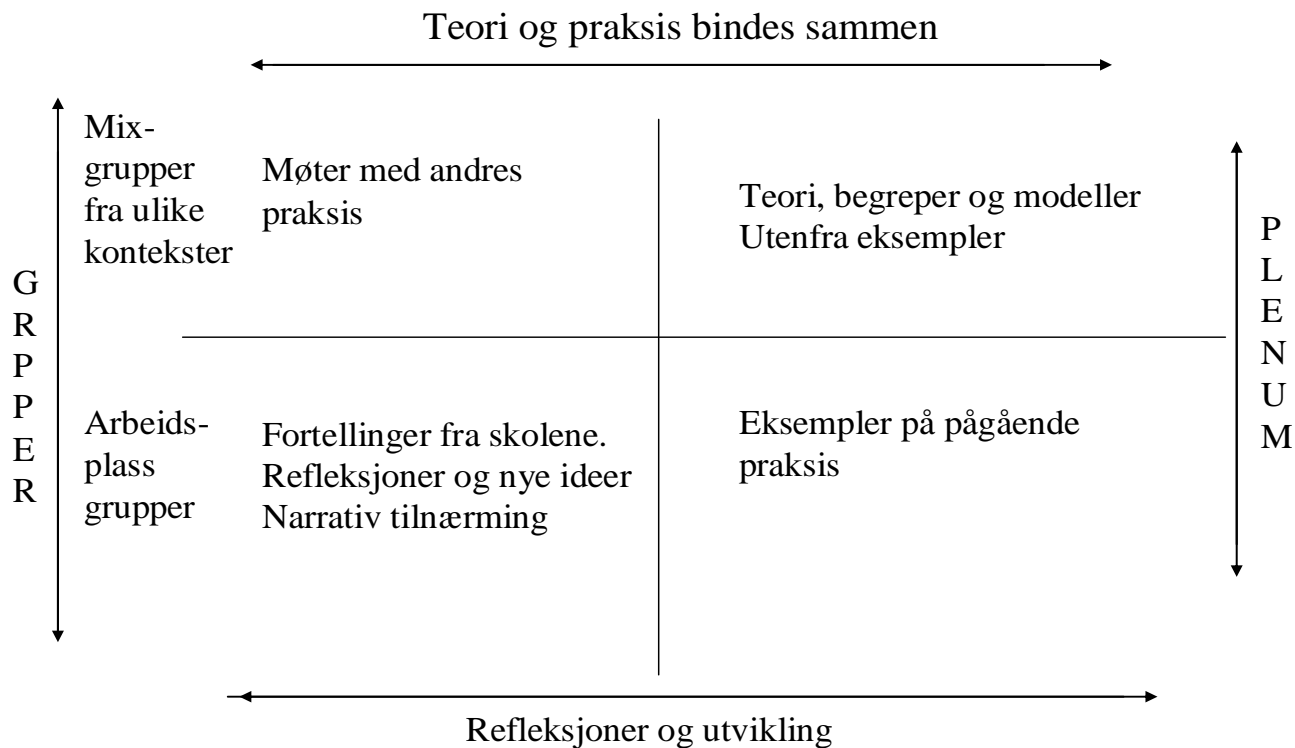 Teori og praksis bindes sammen
Mix-
grupper
fra ulike
kontekster
Møter med andres
praksis
Teori, begreper og modeller
Utenfra eksempler
G
R
P
P
E
R
P
L
E
N
U
M
Arbeids-
plass
grupper
Fortellinger fra skolene.
Refleksjoner og nye ideer
Narrativ tilnærming
Eksempler på pågående
praksis
Refleksjoner og utvikling